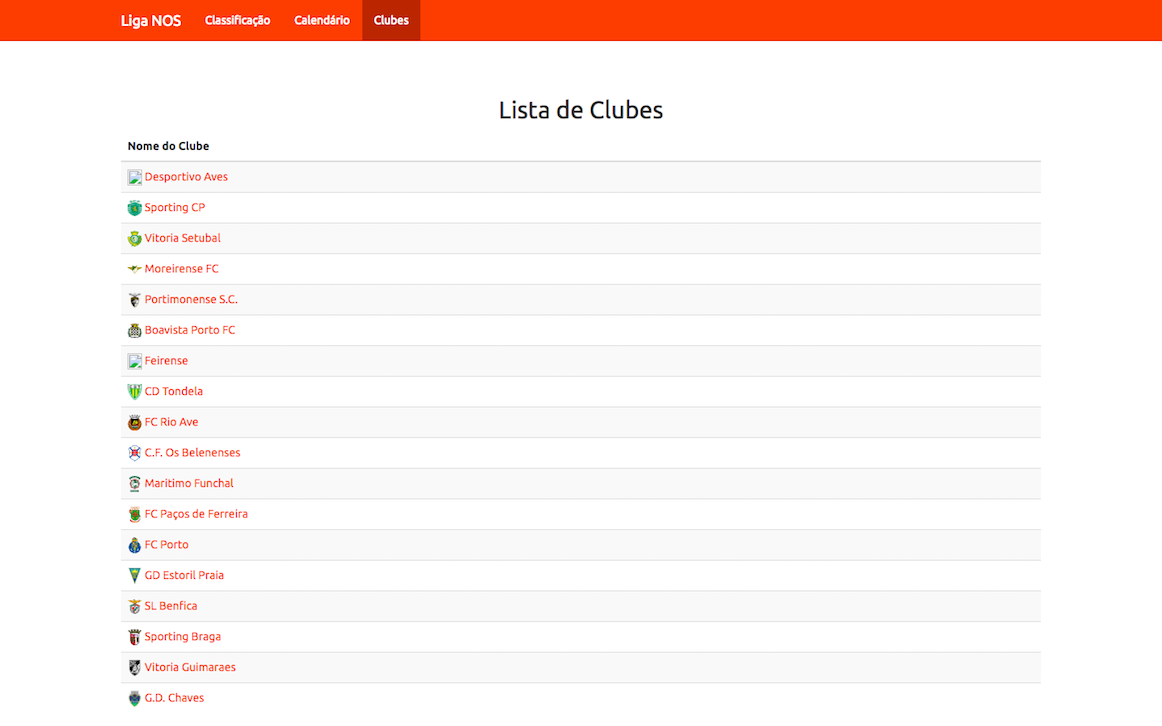 Liga NOS Classificação Calendário Clubes
Lista de Clubes
Nome do Clube
Desportivo Aves
Sporting CP
Vitoria Setubal
Moreirense FC
Portimonense S.C.
Boavista Porto FC
Feirense
CD Tondela
FC Rio Ave
C.F. Os Belenenses
Maritimo Funchal
FC Paços de Ferreira
FC Porto
GD Estoril Praia
SL Benfica
Sporting Braga
Vitoria Guimaraes
G.D. Chaves